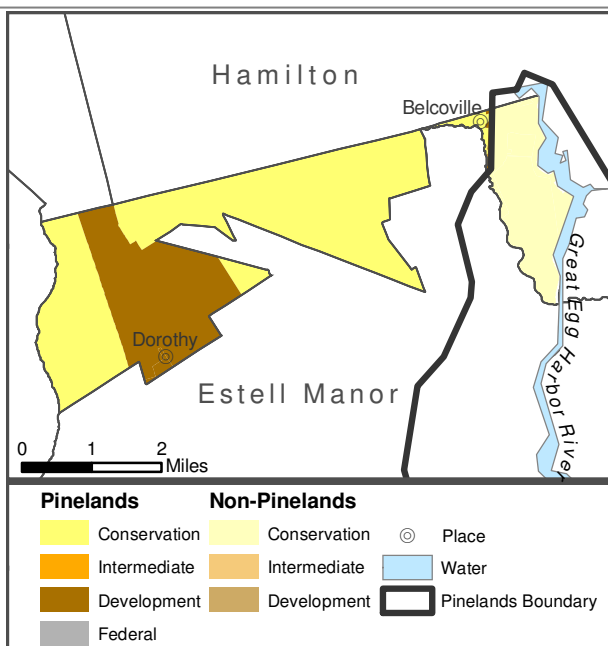 Hamilton
Belcoville
Great Egg Harbor River
Dorothy
Estell Manor
0 1 2
Miles
Pinelands Non-Pinelands
Conservation Conservation Place
Intermediate Intermediate Water
Development Development Pinelands Boundary
Federal